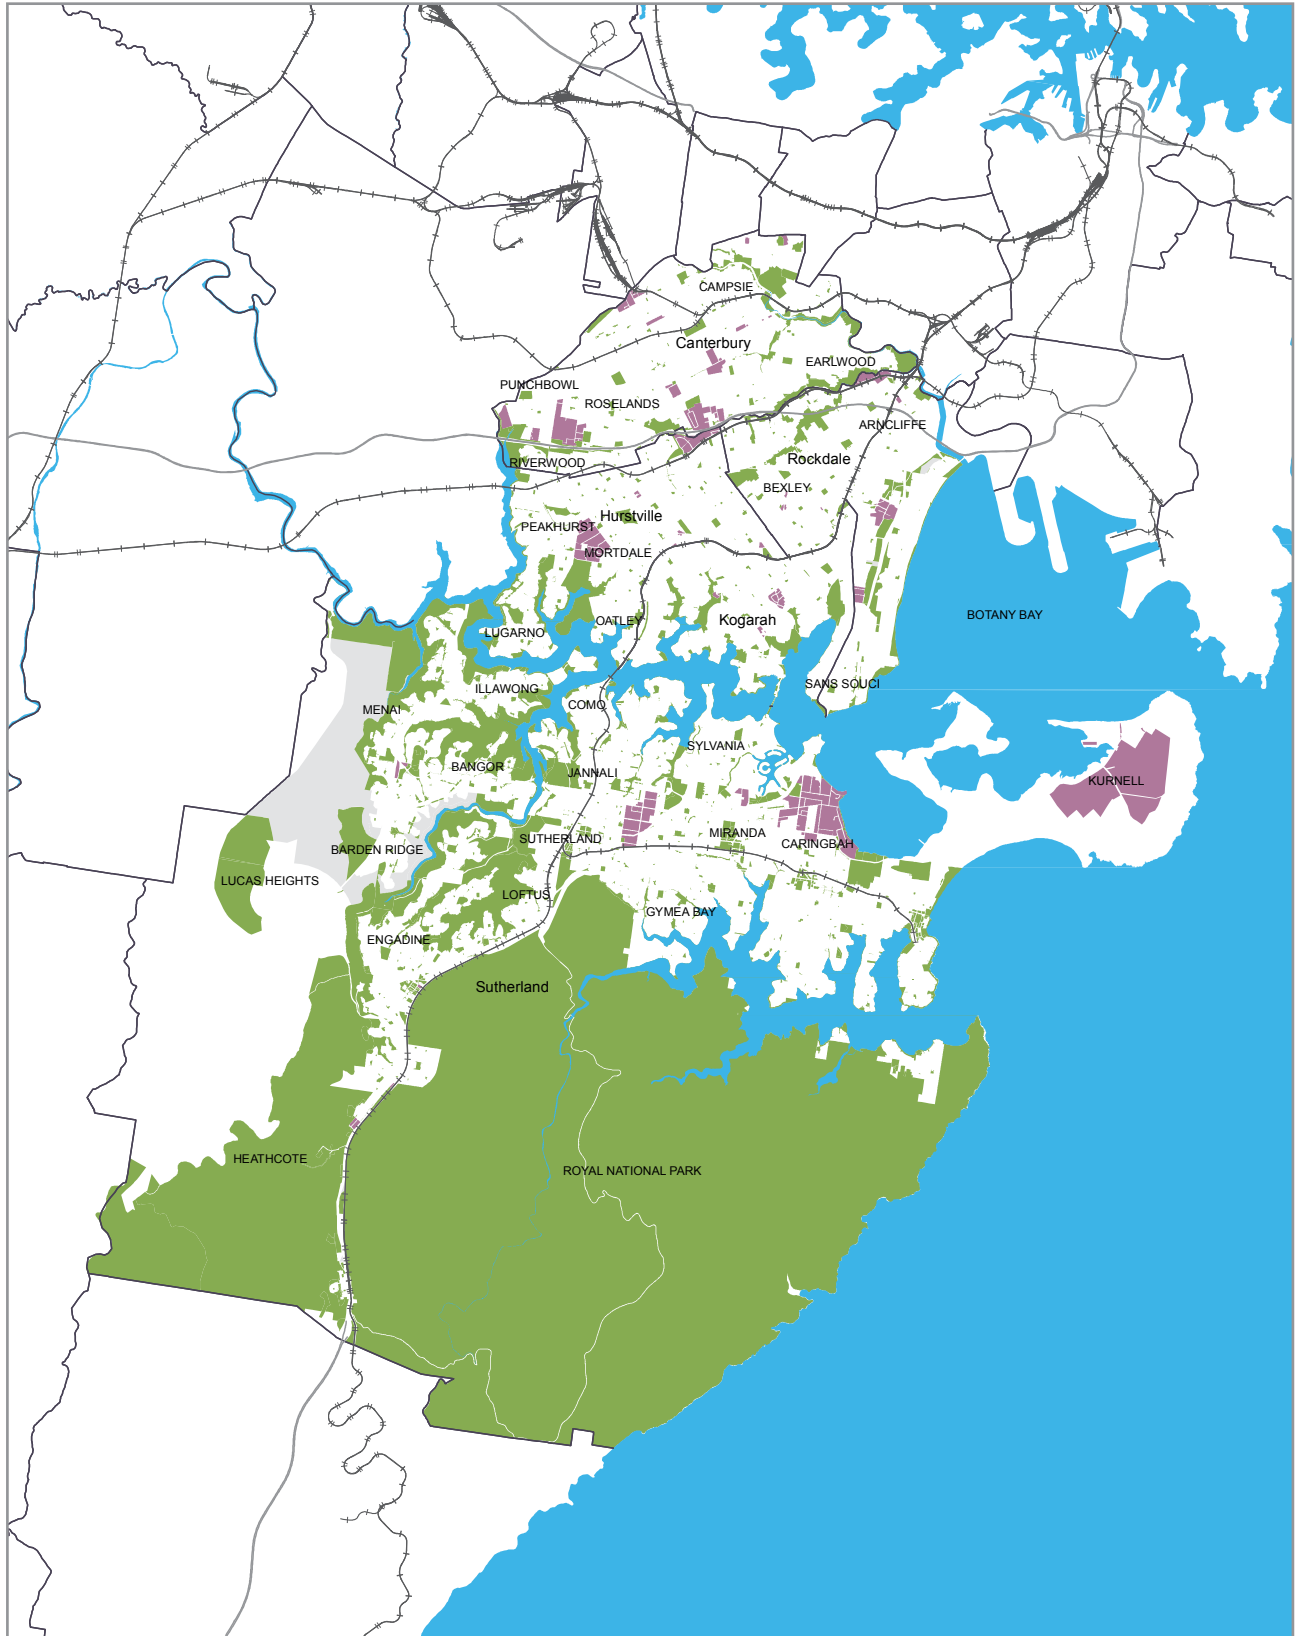 CAMPSIE
Canterbury
EARLWOOD
PUNCHBOWL
ROSELANDS
ARNCLIFFE
Rockdale
RIVERWOOD
BEXLEY
Hurstville
PEAKHURST
MORTDALE
BOTANY BAY
OATLEY
Kogarah
LUGARNO
SANS SOUCI
ILLAWONG
COMO
MENAI
SYLVANIA
BANGOR
JANNALI
KURNELL
MIRANDA
SUTHERLAND
CARINGBAH
BARDEN RIDGE
LUCAS HEIGHTS
LOFTUS
GYMEA BAY
ENGADINE
Sutherland
HEATHCOTE
ROYAL NATIONAL PARK